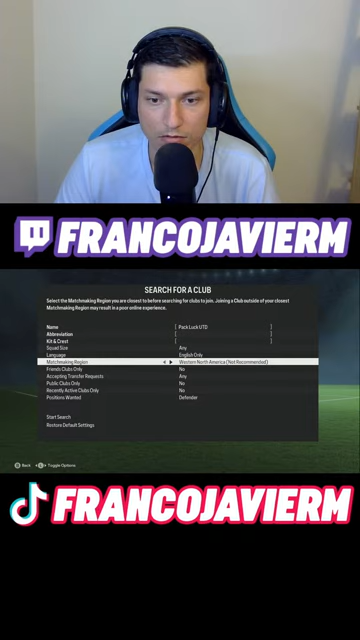 FRANCOJAVIERM
SEARCH FOR A CLUB
Select the Matchmaking Region you are closest to before searching for clubs to join. Joining a Club outside of your closest
Matchmaking Region may result in a poor online experience.
Name [ Pack Luck UTD ]
Abbreviation [ ]
Kit & Crest [ ]
Squad Size Any
Language English Only
Matchmaking Region Western North America (Not Recommended)
Friends Clubs Only No
Accepting Transfer Requests Any
Public Clubs Only No
Recently Active Clubs Only No
Positions Wanted Defender
Start Search
Restore Default Settings
Back Toggle Options
FRANCOJAVIERM